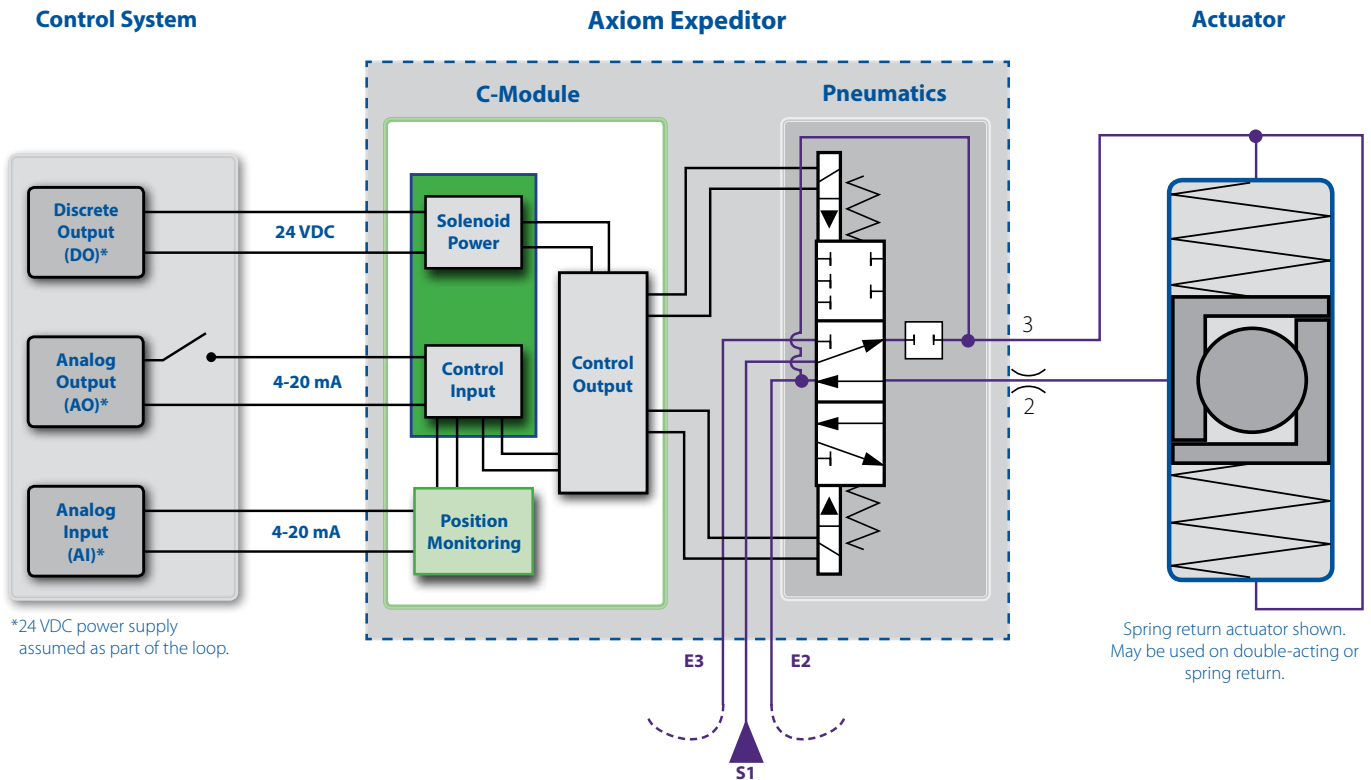 Control System
Axiom Expeditor
Actuator
C-Module
Pneumatics
Discrete
Output
(DO)*
24 VDC
Solenoid
Power
Analog
Output
(AO)*
4-20 mA
Control
Input
Control
Output
3
2
Analog
Input
(AI)*
4-20 mA
Position
Monitoring
*24 VDC power supply
assumed as part of the loop.
E3
E2
S1
Spring return actuator shown.
May be used on double-acting or
spring return.